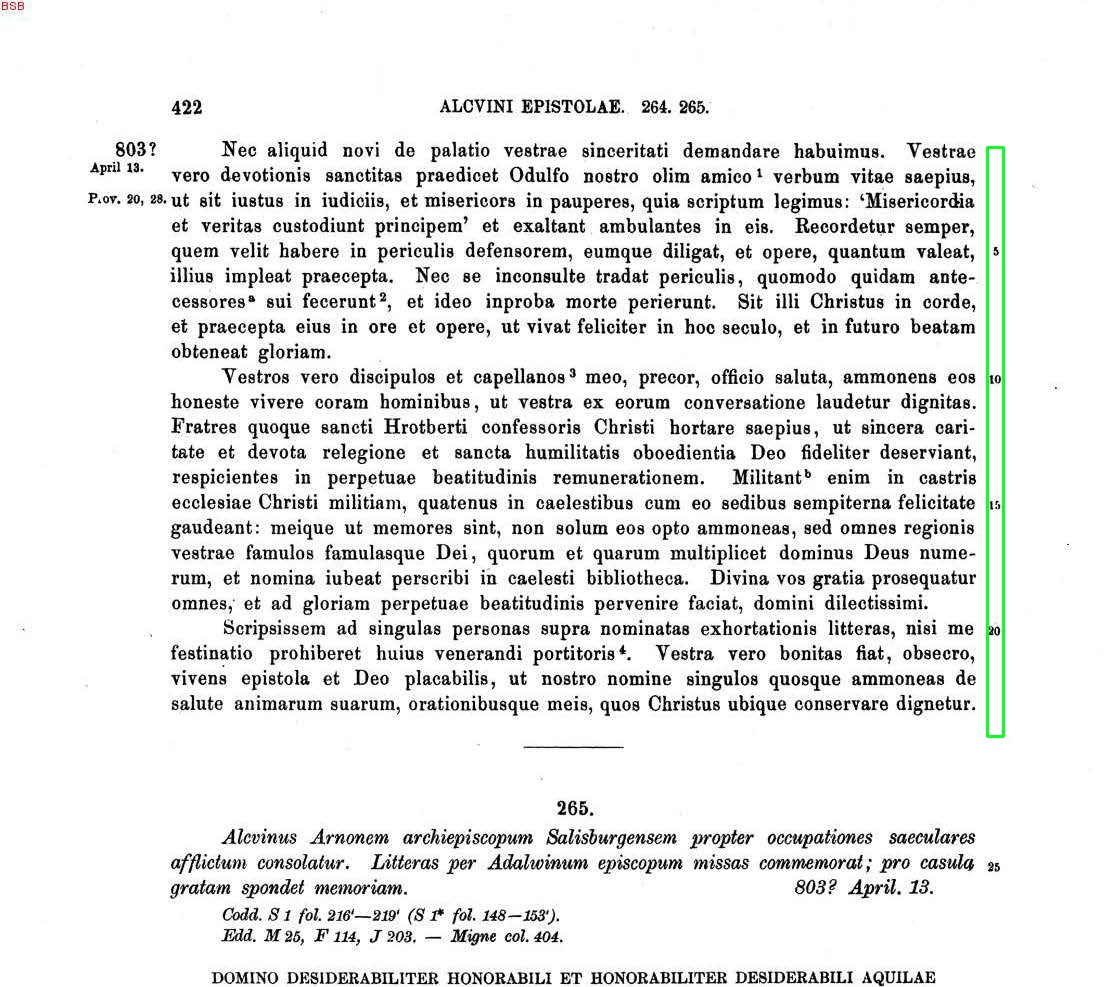 BSB
422 ALCVINI EPISTOLAE. 264. 265.
803? Nec aliquid novi de palatio vestrae sinceritati demandare habuimus. Vestrae
April 13. vero devotionis sanctitas praedicet Odulfo nostro olim amico¹ verbum vitae saepius,
Prov. 20, 28. ut sit iustus in iudiciis, et misericors in pauperes, quia scriptum legimus: ‘Misericordia
et veritas custodiunt principem’ et exaltant ambulantes in eis. Recordetur semper,
quem velit habere in periculis defensorem, eumque diligat, et opere, quantum valeat, 5
illius impleat praecepta. Nec se inconsulte tradat periculis, quomodo quidam ante-
cessoresᵃ sui fecerunt², et ideo inproba morte perierunt. Sit illi Christus in corde,
et praecepta eius in ore et opere, ut vivat feliciter in hoc seculo, et in futuro beatam
obteneat gloriam.
Vestros vero discipulos et capellanos³ meo, precor, officio saluta, ammonens eos 10
honeste vivere coram hominibus, ut vestra ex eorum conversatione laudetur dignitas.
Fratres quoque sancti Hrotberti confessoris Christi hortare saepius, ut sincera cari-
tate et devota relegione et sancta humilitatis oboedientia Deo fideliter deserviant,
respicientes in perpetuae beatitudinis remunerationem. Militantᵇ enim in castris
ecclesiae Christi militiam, quatenus in caelestibus cum eo sedibus sempiterna felicitate 15
gaudeant: meique ut memores sint, non solum eos opto ammoneas, sed omnes regionis
vestrae famulos famulasque Dei, quorum et quarum multiplicet dominus Deus nume-
rum, et nomina iubeat perscribi in caelesti bibliotheca. Divina vos gratia prosequatur
omnes, et ad gloriam perpetuae beatitudinis pervenire faciat, domini dilectissimi.
Scripsissem ad singulas personas supra nominatas exhortationis litteras, nisi me 20
festinatio prohiberet huius venerandi portitoris⁴. Vestra vero bonitas fiat, obsecro,
vivens epistola et Deo placabilis, ut nostro nomine singulos quosque ammoneas de
salute animarum suarum, orationibusque meis, quos Christus ubique conservare dignetur.
265.
Alcvinus Arnonem archiepiscopum Salisburgensem propter occupationes saeculares
afflictum consolatur. Litteras per Adalwinum episcopum missas commemorat; pro casula 25
gratam spondet memoriam. 803? April. 13.
Codd. S 1 fol. 216'—219' (S 1* fol. 148—153').
Edd. M 25, F 114, J 203. — Migne col. 404.
DOMINO DESIDERABILITER HONORABILI ET HONORABILITER DESIDERABILI AQUILAE